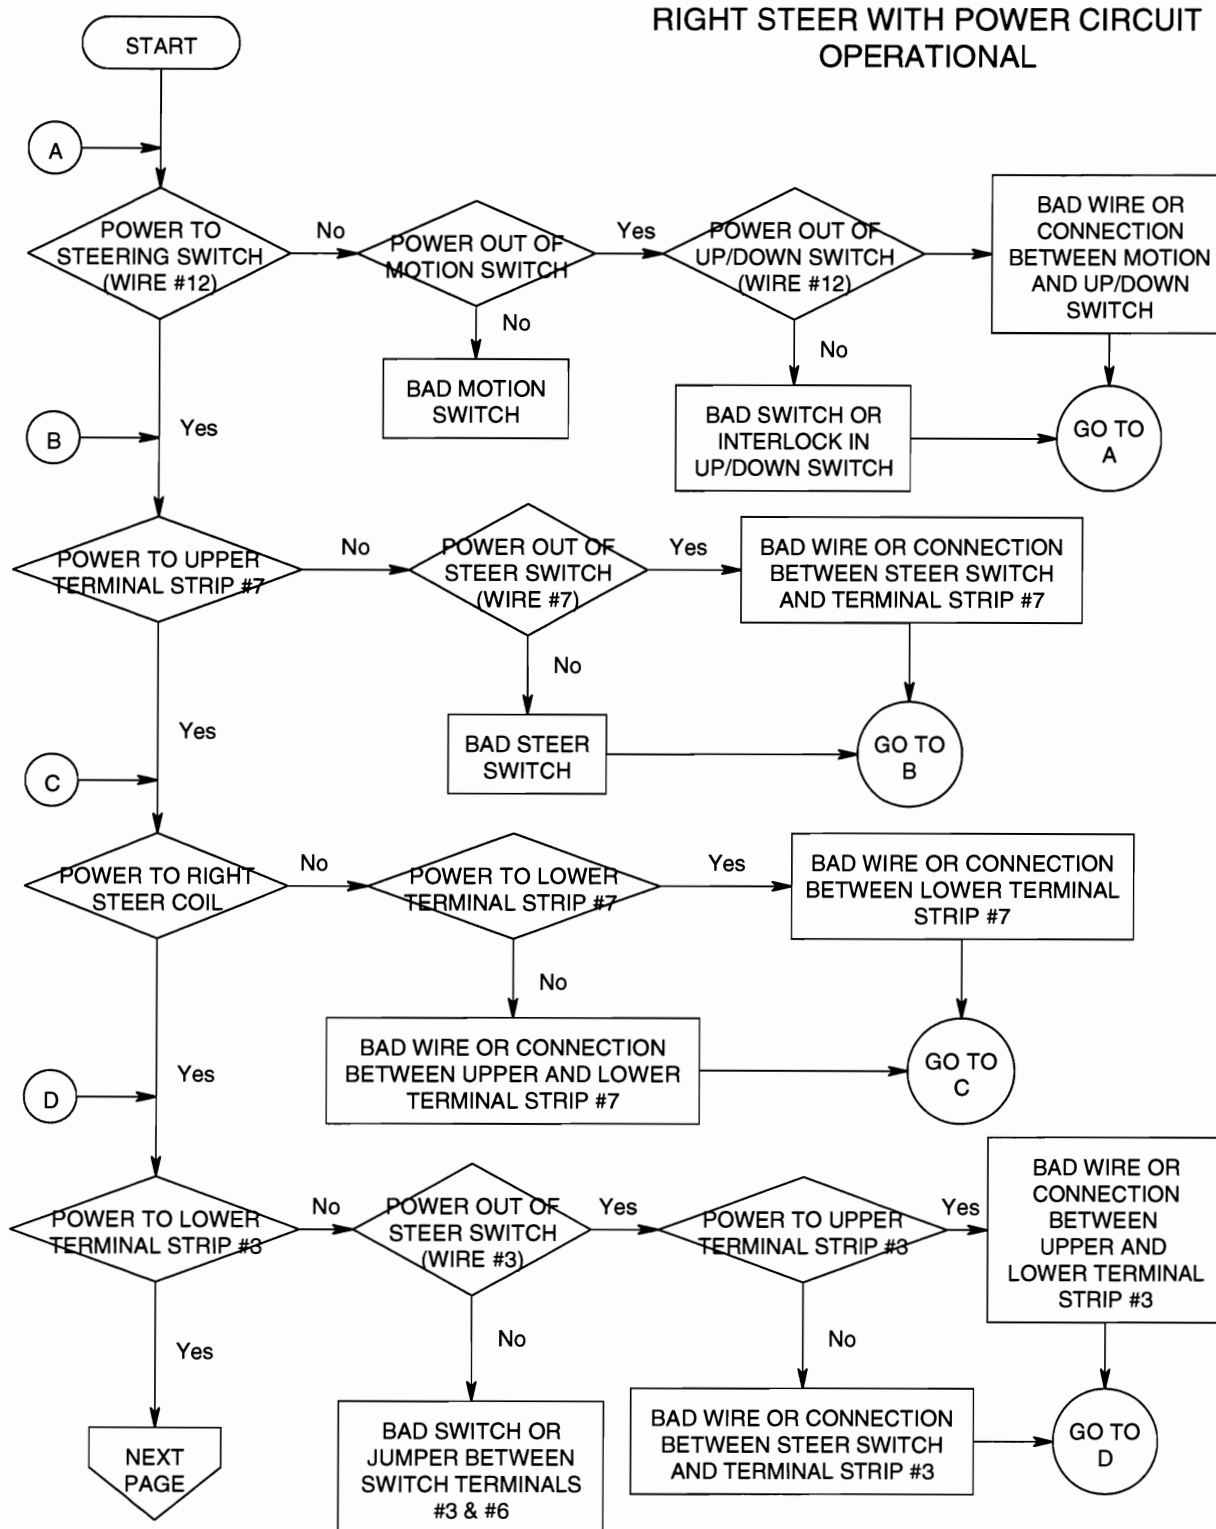 RIGHT STEER WITH POWER CIRCUIT
OPERATIONAL
START
A
POWER TO
STEERING SWITCH
(WIRE #12)
No
POWER OUT OF
MOTION SWITCH
Yes
POWER OUT OF
UP/DOWN SWITCH
(WIRE #12)
BAD WIRE OR
CONNECTION
BETWEEN MOTION
AND UP/DOWN
SWITCH
No
BAD MOTION
SWITCH
No
BAD SWITCH OR
INTERLOCK IN
UP/DOWN SWITCH
GO TO
A
Yes
B
POWER TO UPPER
TERMINAL STRIP #7
No
POWER OUT OF
STEER SWITCH
(WIRE #7)
Yes
BAD WIRE OR CONNECTION
BETWEEN STEER SWITCH
AND TERMINAL STRIP #7
No
BAD STEER
SWITCH
GO TO
B
Yes
C
POWER TO RIGHT
STEER COIL
No
POWER TO LOWER
TERMINAL STRIP #7
Yes
BAD WIRE OR CONNECTION
BETWEEN LOWER TERMINAL
STRIP #7
No
BAD WIRE OR CONNECTION
BETWEEN UPPER AND LOWER
TERMINAL STRIP #7
GO TO
C
Yes
D
POWER TO LOWER
TERMINAL STRIP #3
No
POWER OUT OF
STEER SWITCH
(WIRE #3)
Yes
POWER TO UPPER
TERMINAL STRIP #3
Yes
BAD WIRE OR
CONNECTION
BETWEEN
UPPER AND
LOWER TERMINAL
STRIP #3
Yes
No
No
NEXT
PAGE
BAD SWITCH OR
JUMPER BETWEEN
SWITCH TERMINALS
#3 & #6
BAD WIRE OR CONNECTION
BETWEEN STEER SWITCH
AND TERMINAL STRIP #3
GO TO
D